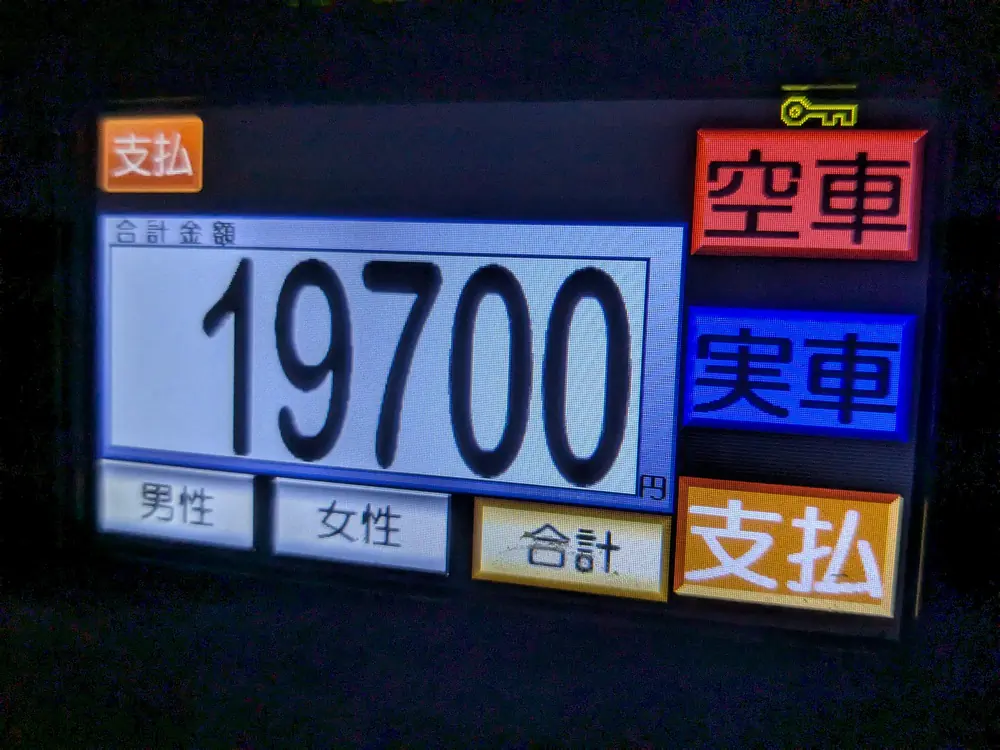 支払
空車
合計金額
19700
円
実車
男性
女性
合計
支払